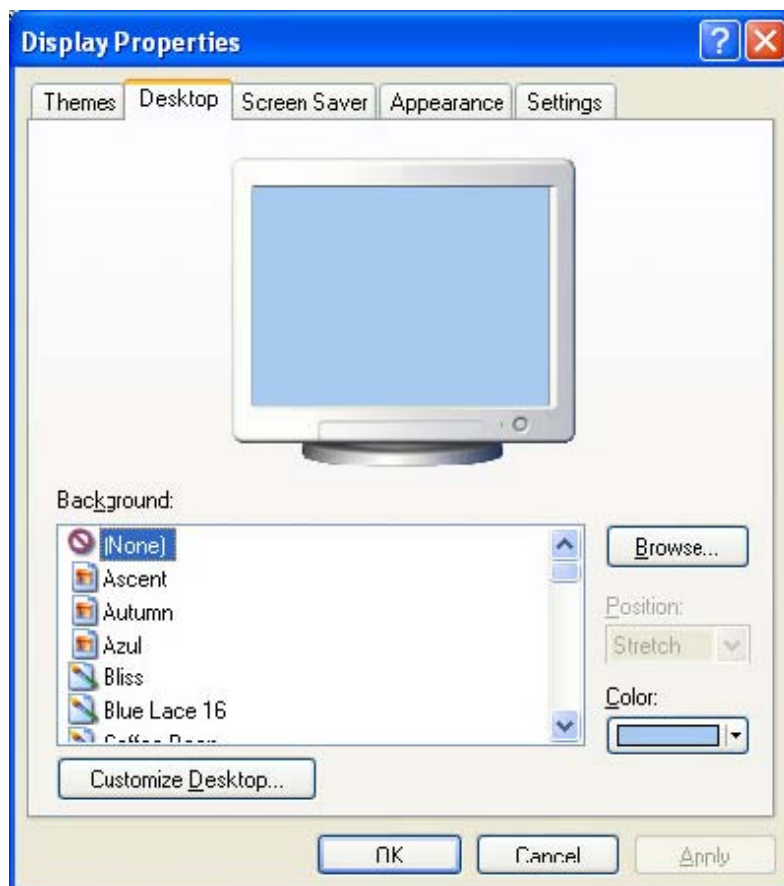 Display Properties
?
Themes Desktop Screen Saver Appearance Settings
Background:
(None)
Ascent
Autumn
Azul
Bliss
Blue Lace 16
Browse...
Position:
Stretch
Color:
Customize Desktop...
OK Cancel Apply